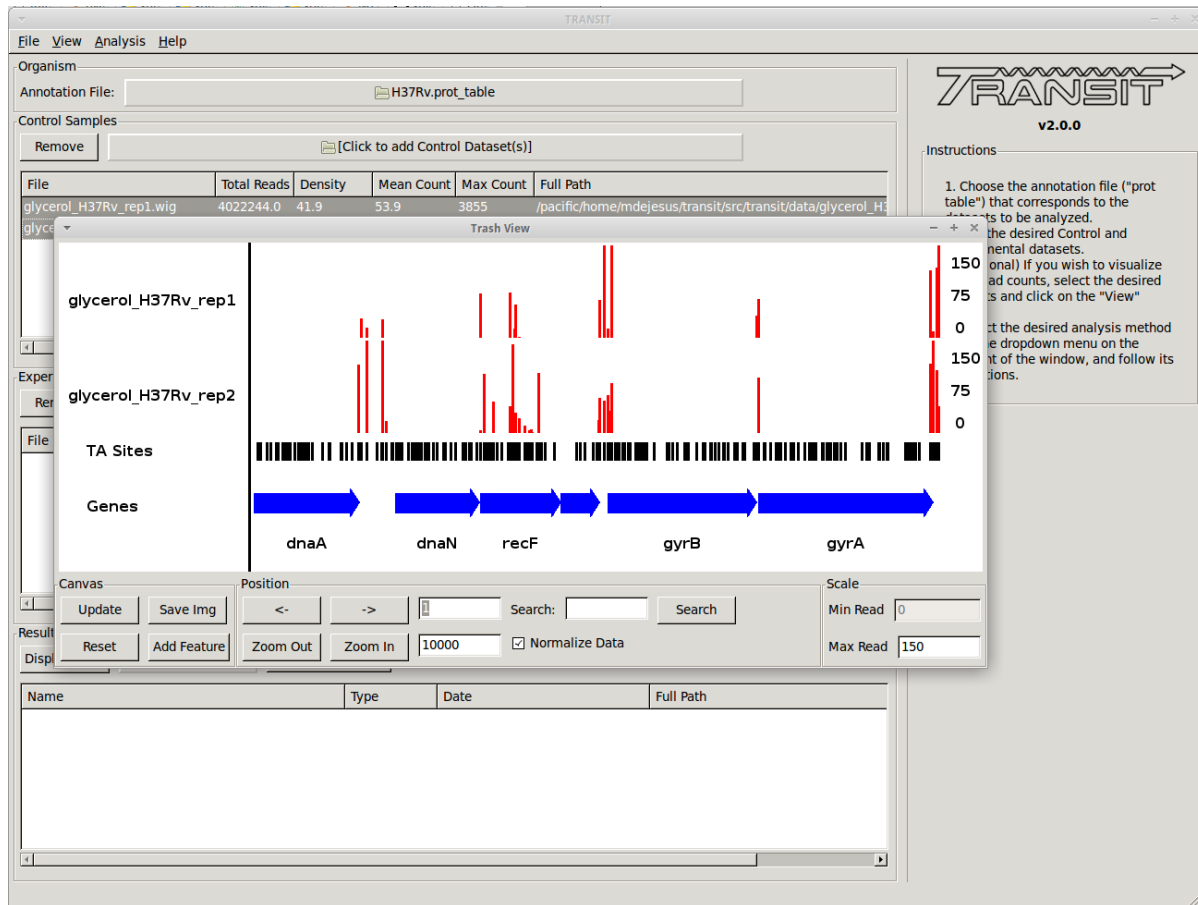 TRANSIT
File View Analysis Help
Organism
Annotation File: H37Rv.prot_table
Control Samples
Remove [Click to add Control Dataset(s)]
File Total Reads Density Mean Count Max Count Full Path
glycerol_H37Rv_rep1.wig 4022244.0 41.9 53.9 3855 /pacific/home/mdejesus/transit/src/transit/data/glycerol_H3
glyce
TRANSIT
v2.0.0
Instructions
1. Choose the annotation file ("prot
table") that corresponds to the
datasets to be analyzed.
the desired Control and
mental datasets.
onal) If you wish to visualize
ad counts, select the desired
ts and click on the "View"
ct the desired analysis method
e dropdown menu on the
nt of the window, and follow its
tions.
Trash View
glycerol_H37Rv_rep1
150
75
0
glycerol_H37Rv_rep2
150
75
0
TA Sites
Genes
dnaA dnaN recF gyrB gyrA
Canvas Position Scale
Update Save Img <- -> 1 Search: Search Min Read 0
Reset Add Feature Zoom Out Zoom In 10000 Normalize Data Max Read 150
Exper
Rer
File
Result
Displ
Name Type Date Full Path